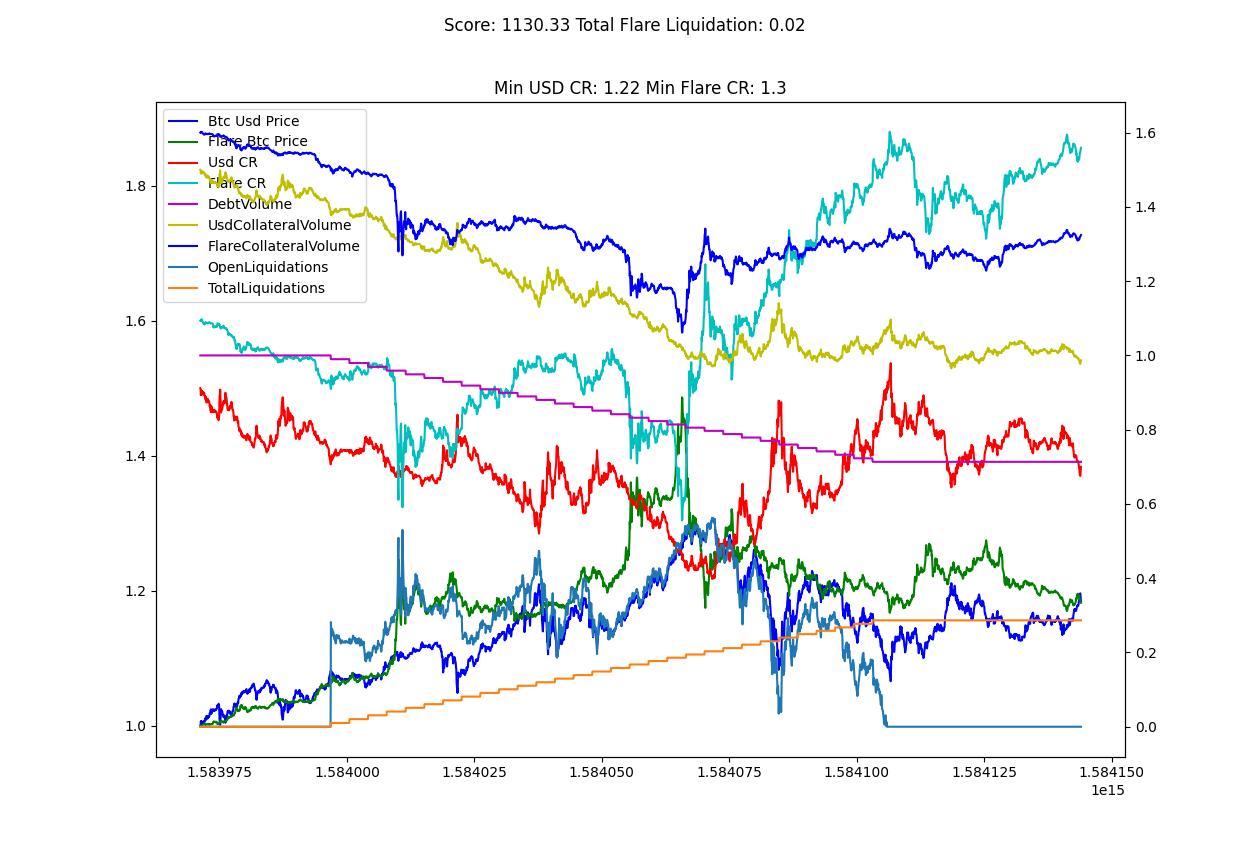 Score: 1130.33 Total Flare Liquidation: 0.02
Min USD CR: 1.22 Min Flare CR: 1.3
Btc Usd Price
Flare Btc Price
Usd CR
Flare CR
DebtVolume
UsdCollateralVolume
FlareCollateralVolume
OpenLiquidations
TotalLiquidations
1.8
1.6
1.4
1.2
1.0
1.6
1.4
1.2
1.0
0.8
0.6
0.4
0.2
0.0
1.583975 1.584000 1.584025 1.584050 1.584075 1.584100 1.584125 1.584150
1e15